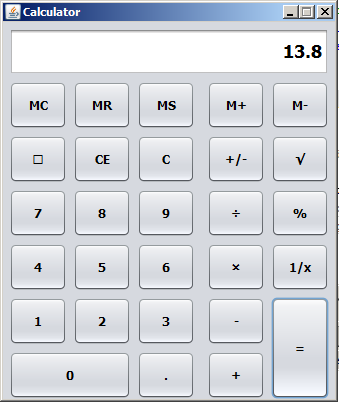 Calculator
13.8
MC MR MS M+ M-
□ CE C +/- √
7 8 9 ÷ %
4 5 6 × 1/x
1 2 3 - =
0 . +